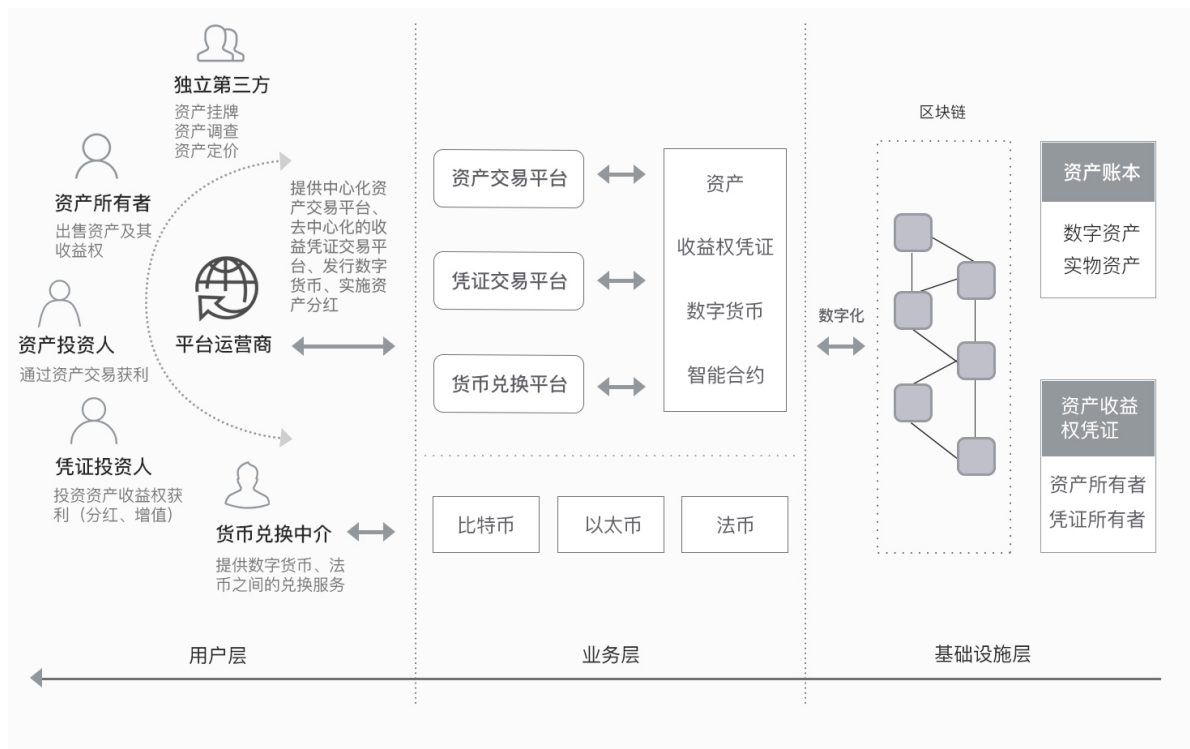 独立第三方
资产挂牌
资产调查
资产定价
资产所有者
出售资产及其
收益权
资产投资人
通过资产交易获利
凭证投资人
投资资产收益权获
利（分红、增值）
平台运营商
提供中心化资
产交易平台、
去中心化的收
益凭证交易平
台、发行数字
货币、实施资
产分红
货币兑换中介
提供数字货币、法
币之间的兑换服务
用户层
资产交易平台
凭证交易平台
货币兑换平台
资产
收益权凭证
数字货币
智能合约
比特币
以太币
法币
业务层
数字化
区块链
资产账本
数字资产
实物资产
资产收益
权凭证
资产所有者
凭证所有者
基础设施层